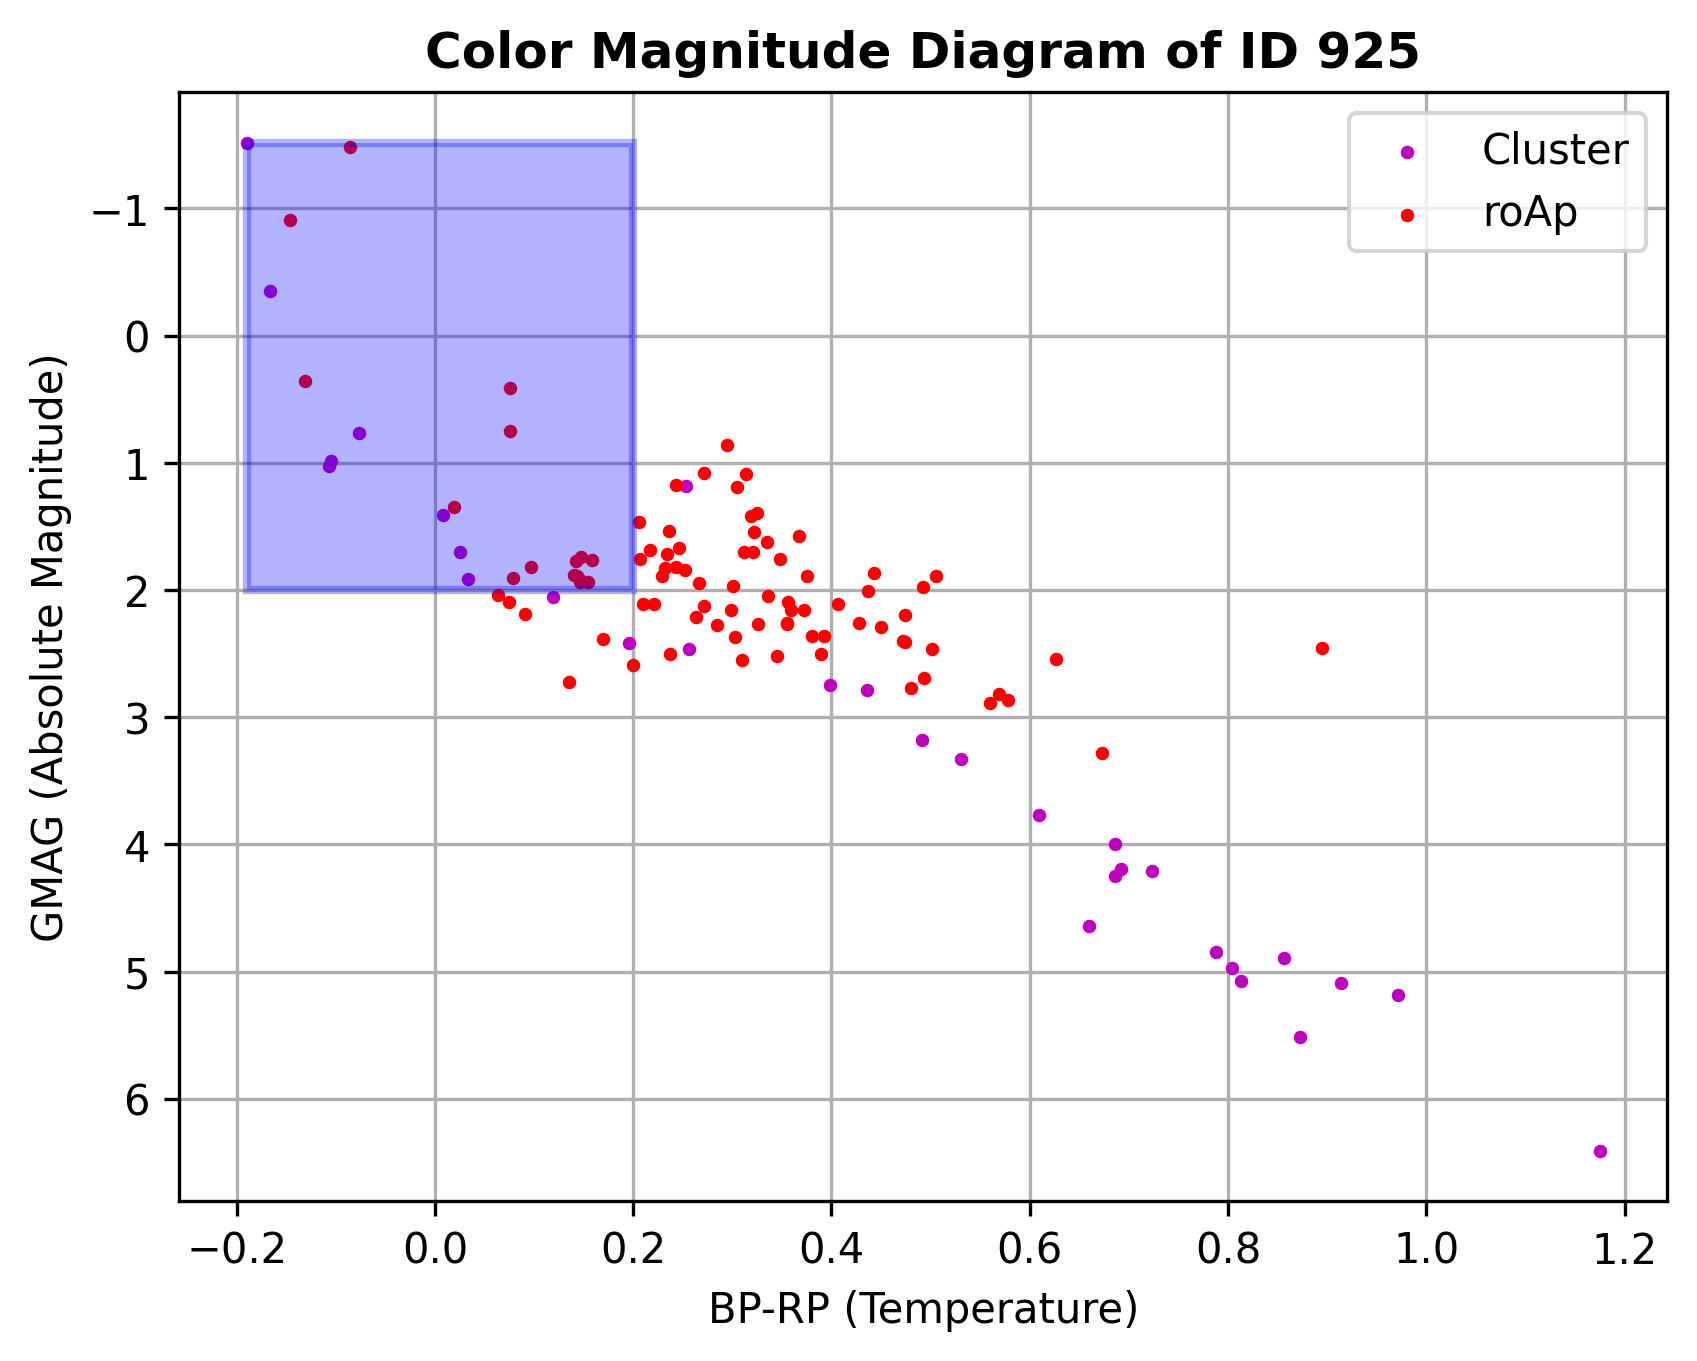 Color Magnitude Diagram of ID 925
Cluster
roAp
−1
0
1
2
3
4
5
6
GMAG (Absolute Magnitude)
−0.2 0.0 0.2 0.4 0.6 0.8 1.0 1.2
BP-RP (Temperature)